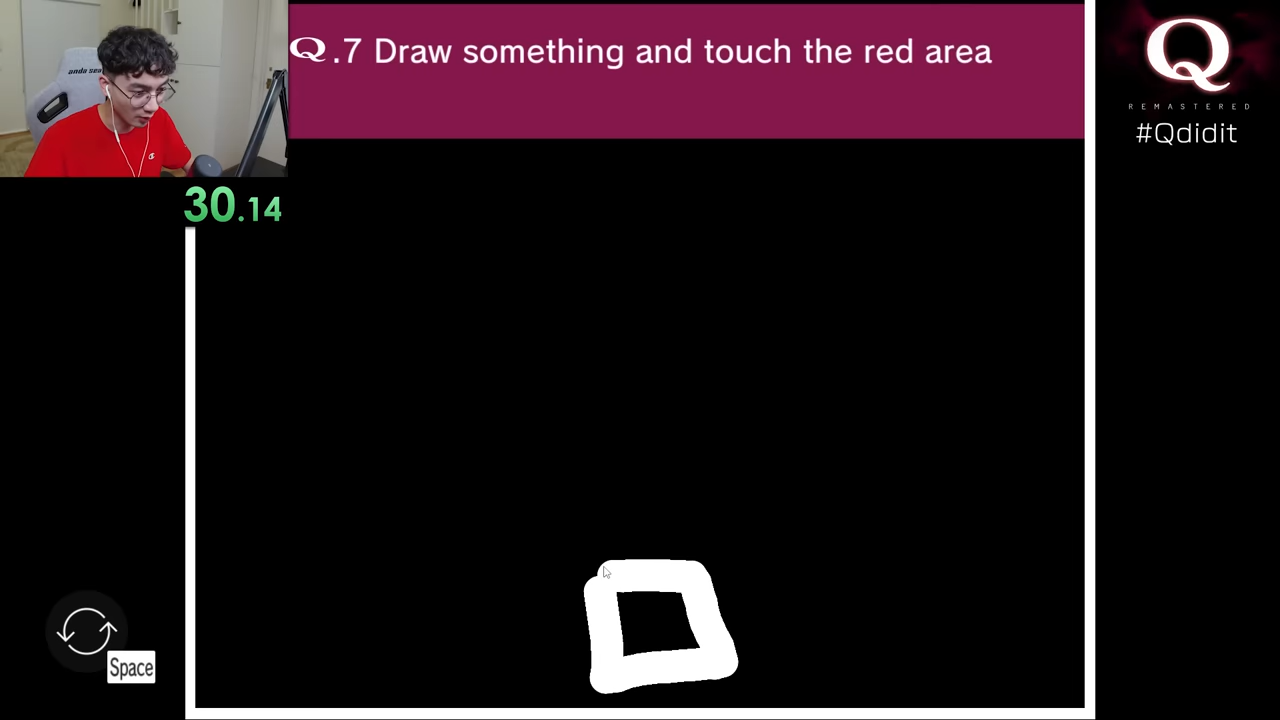 Q.7 Draw something and touch the red area
Q
REMASTERED
#Qdidit
30.14
Space